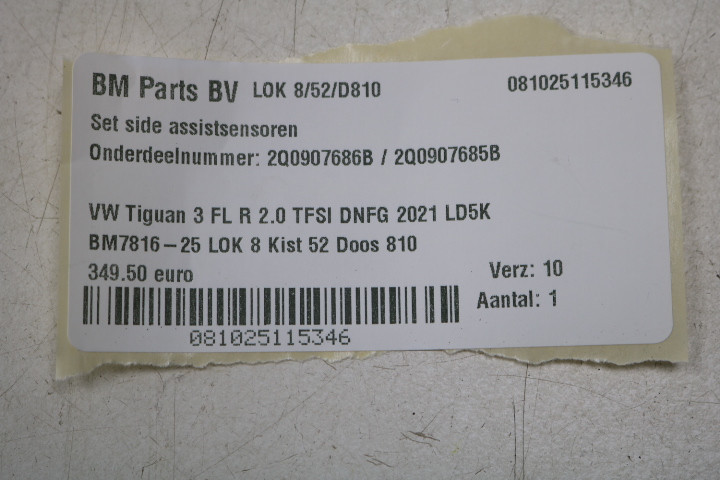 BM Parts BV LOK 8/52/D810 081025115346
Set side assistsensoren
Onderdeelnummer: 2Q0907686B / 2Q0907685B
VW Tiguan 3 FL R 2.0 TFSI DNFG 2021 LD5K
BM7816-25 LOK 8 Kist 52 Doos 810
349.50 euro Verz: 10
Aantal: 1
081025115346